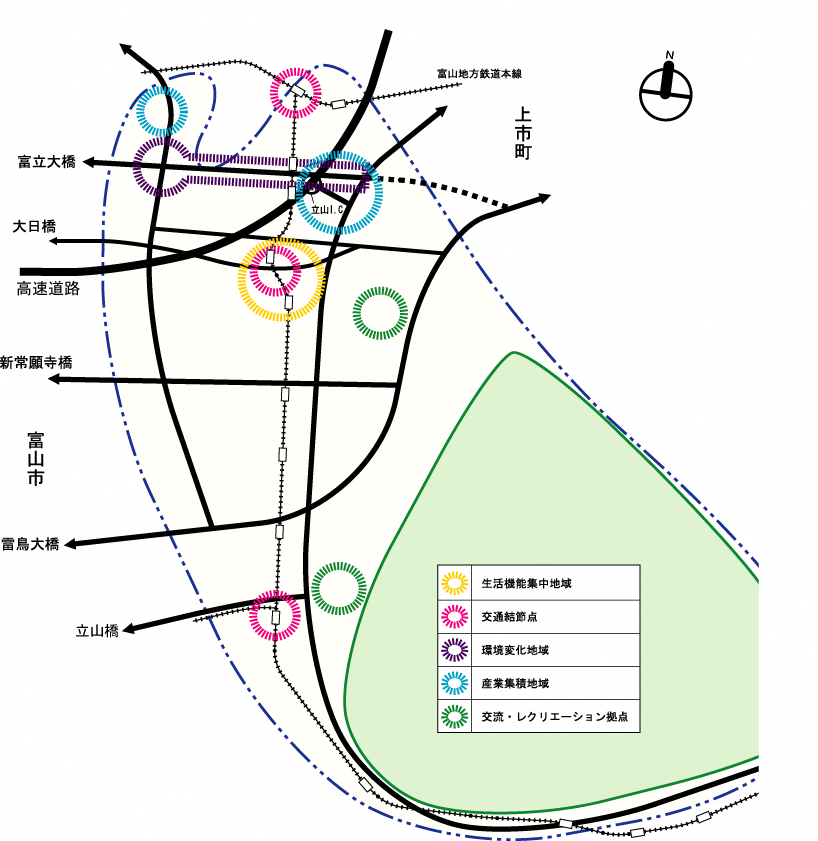 N
富山地方鉄道本線
上市町
富立大橋
立山I.C
大日橋
高速道路
新常願寺橋
富山市
雷鳥大橋
立山橋
生活機能集中地域
交通結節点
環境変化地域
産業集積地域
交流・レクリエーション拠点